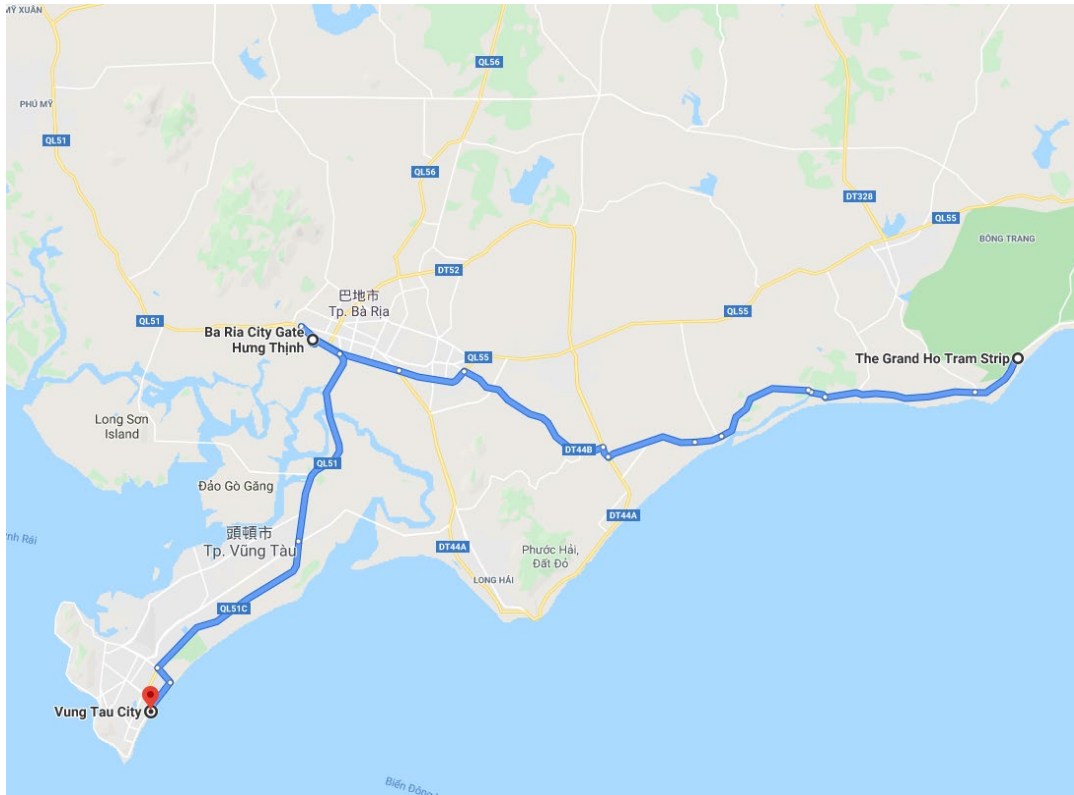 MỸ XUÂN
QL56
PHÚ MỸ
QL51
QL56
DT328
QL55
BÔNG TRANG
DT52
巴地市
Tp. Bà Rịa
QL51
QL55
Ba Ria City Gate
Hưng Thịnh
QL55
The Grand Ho Tram Strip
Long Sơn
Island
DT44B
QL51
Đảo Gò Găng
DT44A
頭頓市
Tp. Vũng Tàu
DT44A
Phước Hải,
Đất Đỏ
LONG HẢI
QL51C
Vung Tau City
Biển Đông